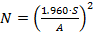 N = (1.960·S / A)²